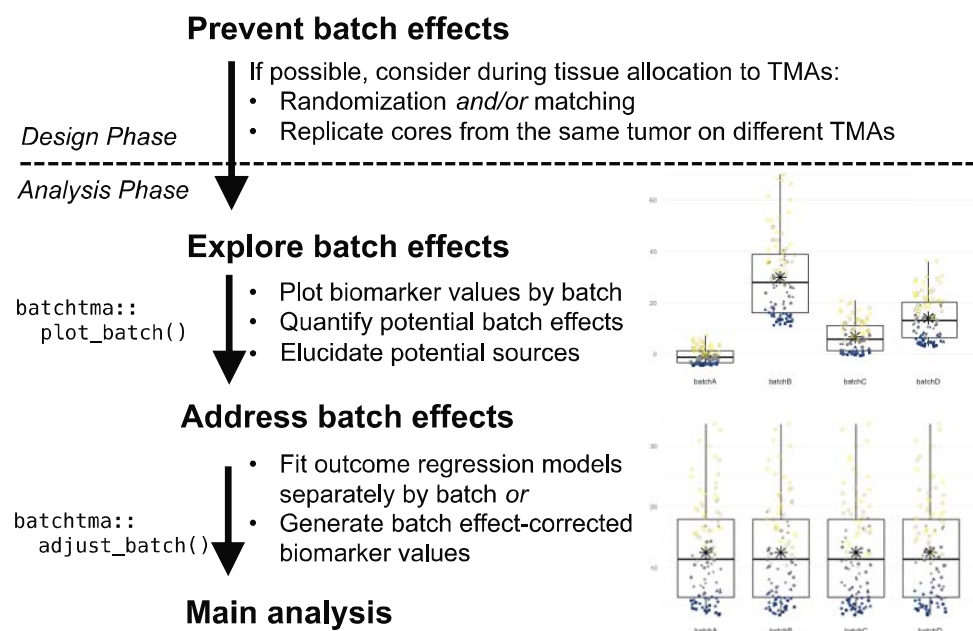 Prevent batch effects
If possible, consider during tissue allocation to TMAs:
• Randomization and/or matching
• Replicate cores from the same tumor on different TMAs
Design Phase
Analysis Phase
Explore batch effects
batchtma::
plot_batch()
• Plot biomarker values by batch
• Quantify potential batch effects
• Elucidate potential sources
60
40
20
0
batchA batchB batchC batchD
Address batch effects
batchtma::
adjust_batch()
• Fit outcome regression models
separately by batch or
• Generate batch effect-corrected
biomarker values
30
20
10
batchA batchB batchC batchD
Main analysis